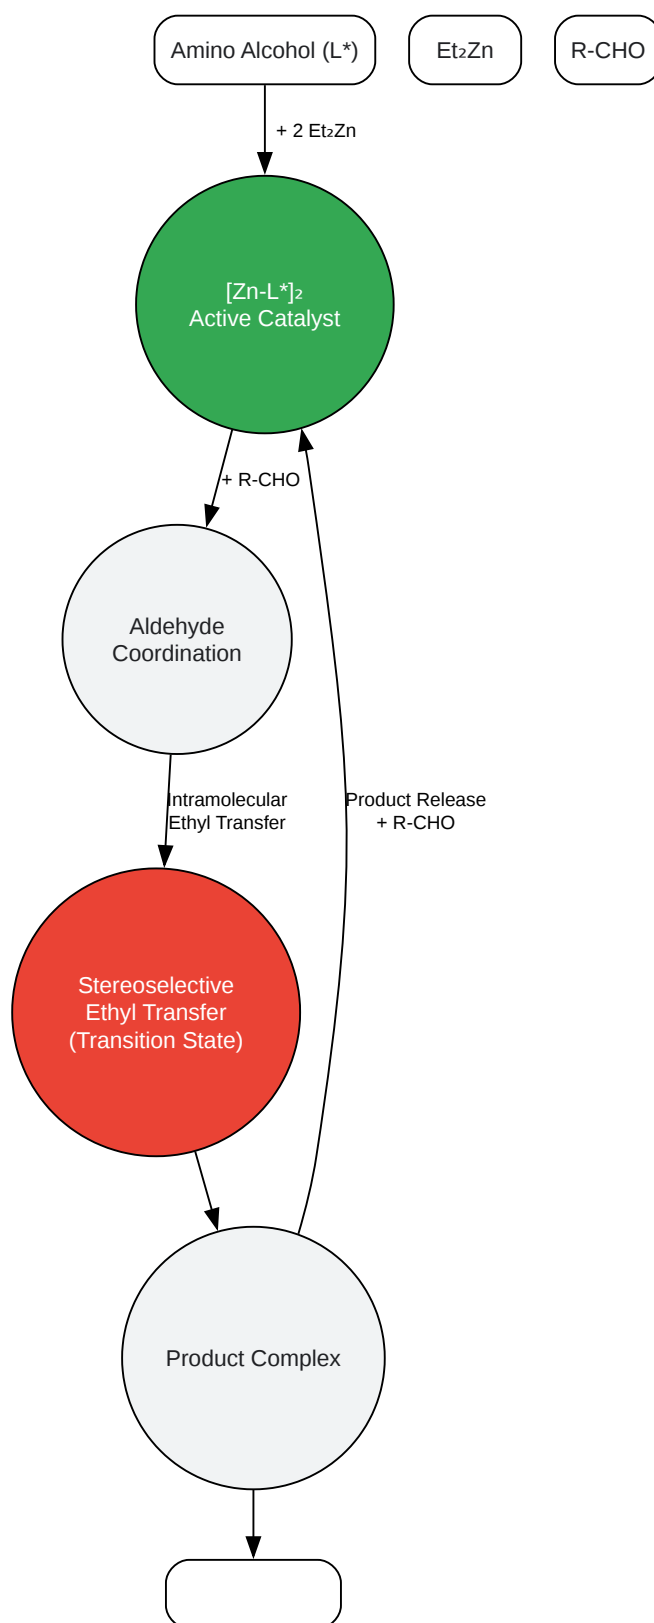 Amino Alcohol (L*)
Et₂Zn
R-CHO
+ 2 Et₂Zn
[Zn-L*]₂
Active Catalyst
+ R-CHO
Aldehyde
Coordination
Intramolecular
Ethyl Transfer
Product Release
+ R-CHO
Stereoselective
Ethyl Transfer
(Transition State)
Product Complex